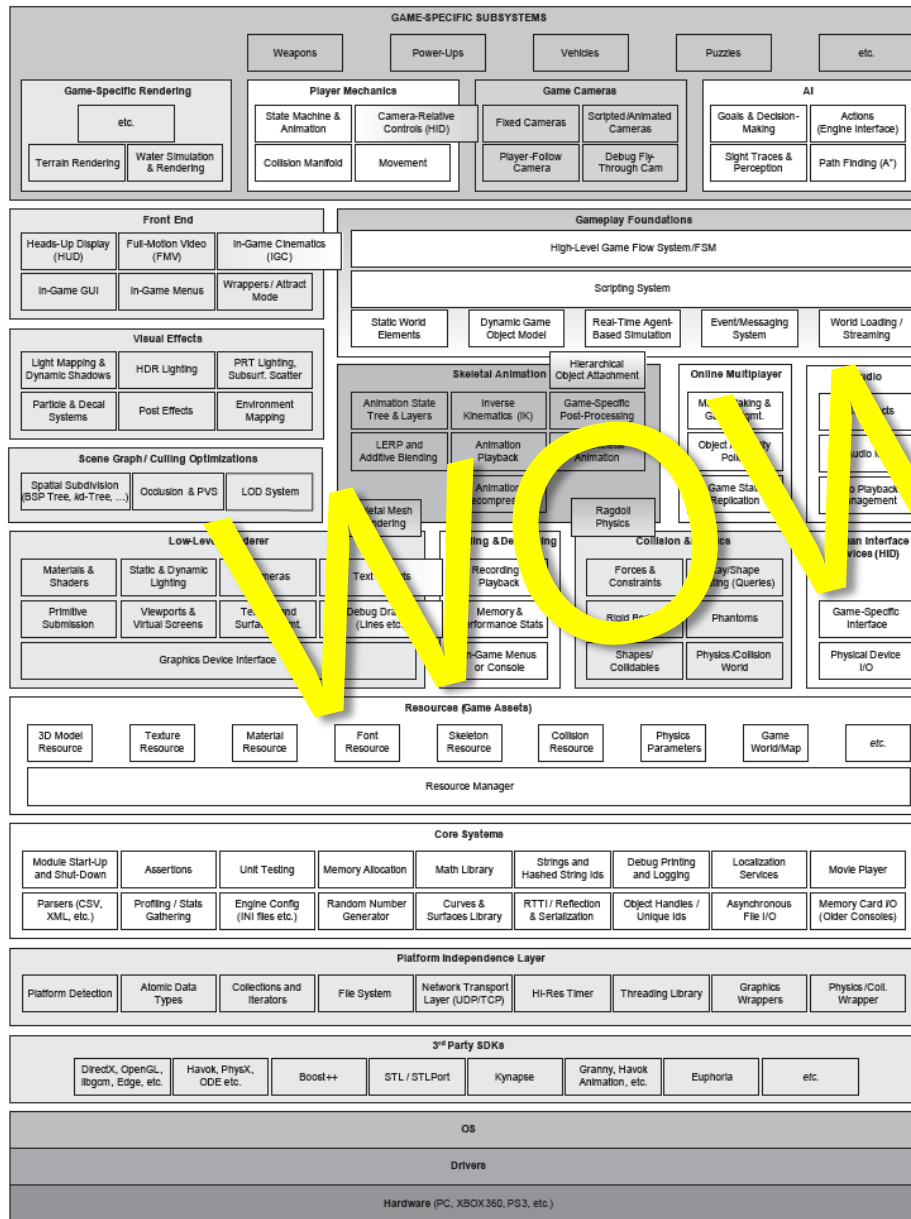 GAME-SPECIFIC SUBSYSTEMS
Weapons
Power-Ups
Vehicles
Puzzles
etc.
Game-Specific Rendering
etc.
Terrain Rendering
Water Simulation
& Rendering
Player Mechanics
State Machine &
Animation
Camera-Relative
Controls (HID)
Collision Manifold
Movement
Game Cameras
Fixed Cameras
Scripted/Animated
Cameras
Player-Follow
Camera
Debug Fly-
Through Cam
AI
Goals & Decision-
Making
Actions
(Engine Interface)
Sight Traces &
Perception
Path Finding (A*)
Front End
Heads-Up Display
(HUD)
Full-Motion Video
(FMV)
In-Game Cinematics
(IGC)
In-Game GUI
In-Game Menus
Wrappers / Attract
Mode
Gameplay Foundations
High-Level Game Flow System/FSM
Scripting System
Static World
Elements
Dynamic Game
Object Model
Real-Time Agent-
Based Simulation
Event/Messaging
System
World Loading /
Streaming
Visual Effects
Light Mapping &
Dynamic Shadows
HDR Lighting
PRT Lighting,
Subsurf. Scatter
Particle & Decal
Systems
Post Effects
Environment
Mapping
Skeletal Animation
Hierarchical
Object Attachment
Animation State
Tree & Layers
Inverse
Kinematics (IK)
Game-Specific
Post-Processing
LERP and
Additive Blending
Animation
Playback
Animation
Animation
Ragdoll
Physics
Online Multiplayer
Object
Game State
Replication
Playback
Scene Graph / Culling Optimizations
Spatial Subdivision
(BSP Tree, kd-Tree, ...)
Occlusion & PVS
LOD System
WOW
Low-Level
Materials &
Shaders
Static & Dynamic
Lighting
Primitive
Submission
Viewports &
Virtual Screens
Debug
(Lines etc.)
Graphics Device Interface
Recording
Playback
Memory &
Performance Stats
In-Game Menus
or Console
Collision &
Forces &
Constraints
(Queries)
Rigid
Phantoms
Shapes/
Collidables
Physics/Collision
World
Interface
(HID)
Game-Specific
Interface
Physical Device
I/O
Resources (Game Assets)
3D Model
Resource
Texture
Resource
Material
Resource
Font
Resource
Skeleton
Resource
Collision
Resource
Physics
Parameters
Game
World/Map
etc.
Resource Manager
Core Systems
Module Start-Up
and Shut-Down
Assertions
Unit Testing
Memory Allocation
Math Library
Strings and
Hashed String Ids
Debug Printing
and Logging
Localization
Services
Movie Player
Parsers (CSV,
XML, etc.)
Profiling / Stats
Gathering
Engine Config
(INI files etc.)
Random Number
Generator
Curves &
Surfaces Library
RTTI / Reflection
& Serialization
Object Handles /
Unique Ids
Asynchronous
File I/O
Memory Card I/O
(Older Consoles)
Platform Independence Layer
Platform Detection
Atomic Data
Types
Collections and
Iterators
File System
Network Transport
Layer (UDP/TCP)
Hi-Res Timer
Threading Library
Graphics
Wrappers
Physics /Coll.
Wrapper
3rd Party SDKs
DirectX, OpenGL,
libgcm, Edge, etc.
Havok, PhysX,
ODE etc.
Boost++
STL / STLPort
Kynapse
Granny, Havok
Animation, etc.
Euphoria
etc.
OS
Drivers
Hardware (PC, XBOX360, PS3, etc.)